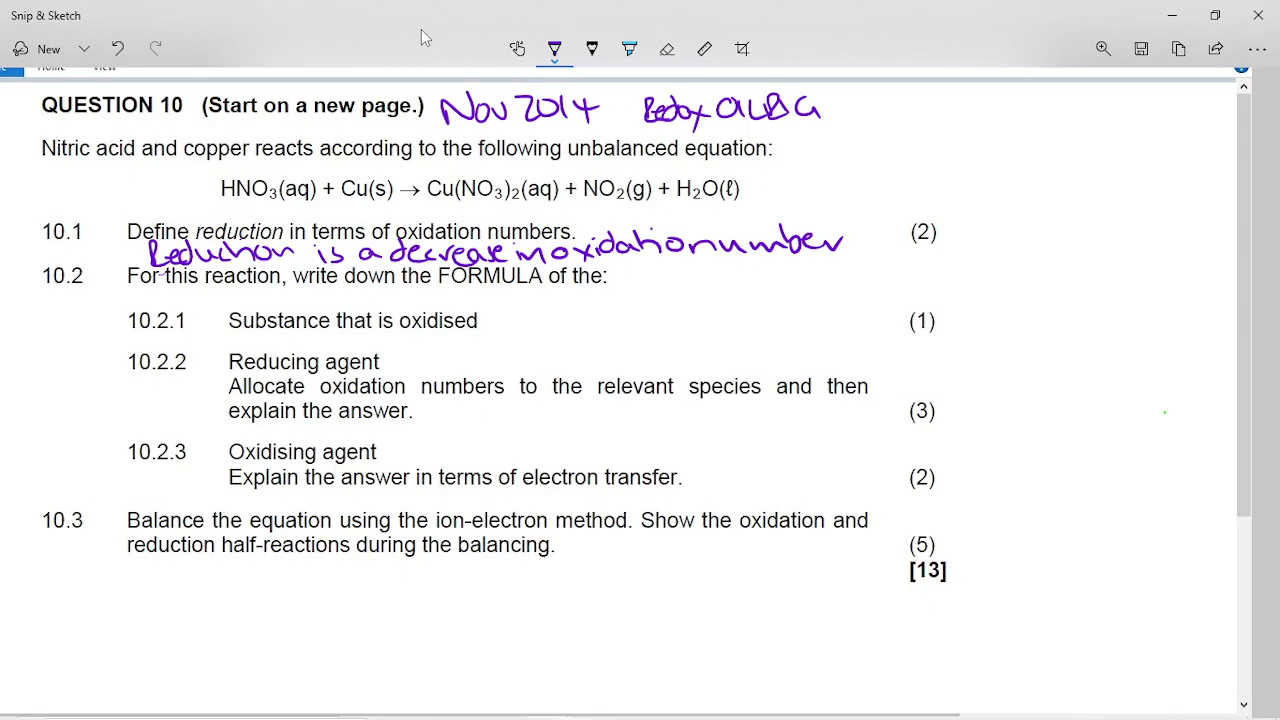 Snip & Sketch
New
QUESTION 10 (Start on a new page.) Nov 2014 Redox
Nitric acid and copper reacts according to the following unbalanced equation:
HNO₃(aq) + Cu(s) → Cu(NO₃)₂(aq) + NO₂(g) + H₂O(ℓ)
10.1 Define reduction in terms of oxidation numbers. (2)
Reduction is a decrease in oxidation number
10.2 For this reaction, write down the FORMULA of the:
10.2.1 Substance that is oxidised (1)
10.2.2 Reducing agent
Allocate oxidation numbers to the relevant species and then
explain the answer. (3)
10.2.3 Oxidising agent
Explain the answer in terms of electron transfer. (2)
10.3 Balance the equation using the ion-electron method. Show the oxidation and
reduction half-reactions during the balancing. (5)
[13]